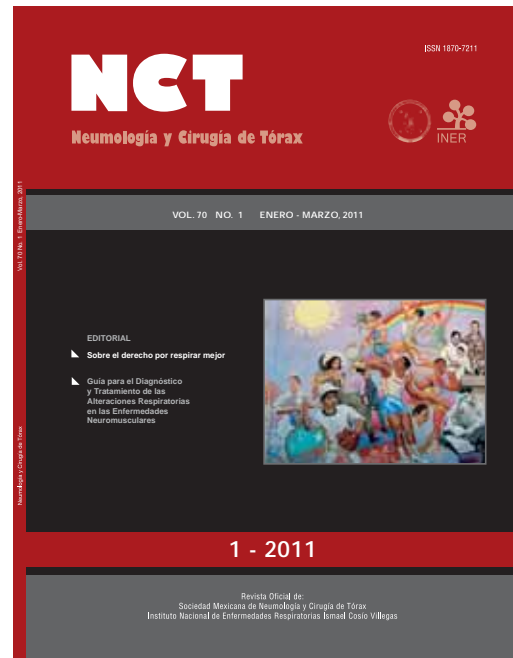 ISSN 1870-7211
NCT
Neumología y Cirugía de Tórax
INER
VOL. 70 NO. 1 ENERO - MARZO, 2011
EDITORIAL
Sobre el derecho por respirar mejor
Guía para el Diagnóstico
y Tratamiento de las
Alteraciones Respiratorias
en las Enfermedades
Neuromusculares
1 - 2011
Revista Oficial de:
Sociedad Mexicana de Neumología y Cirugía de Tórax
Instituto Nacional de Enfermedades Respiratorias Ismael Cosío Villegas
Vol. 70 No. 1 Enero-Marzo, 2011
Neumología y Cirugía de Tórax